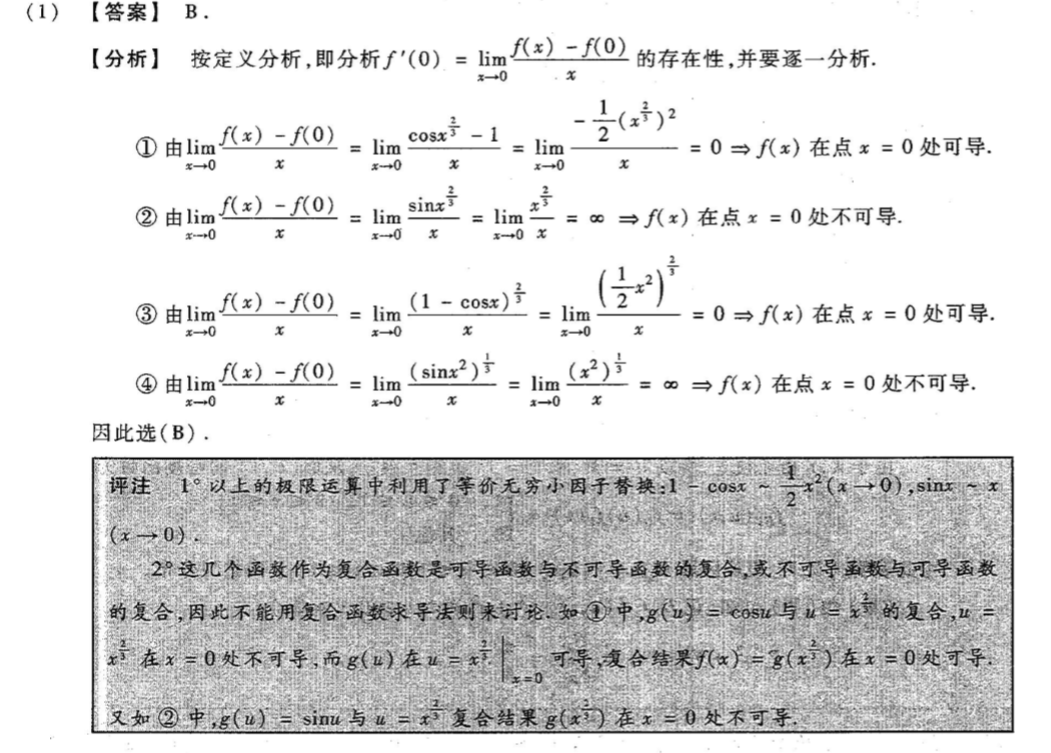 (1) 【答案】 B.
【分析】 按定义分析,即分析 $f'(0) = \lim_{x \to 0} \frac{f(x) - f(0)}{x}$ 的存在性,并要逐一分析.
① 由 $\lim_{x \to 0} \frac{f(x) - f(0)}{x} = \lim_{x \to 0} \frac{\cos x^{\frac{2}{3}} - 1}{x} = \lim_{x \to 0} \frac{-\frac{1}{2}(x^{\frac{2}{3}})^2}{x} = 0 \Rightarrow f(x)$ 在点 $x = 0$ 处可导.
② 由 $\lim_{x \to 0} \frac{f(x) - f(0)}{x} = \lim_{x \to 0} \frac{\sin x^{\frac{2}{3}}}{x} = \lim_{x \to 0} \frac{x^{\frac{2}{3}}}{x} = \infty \Rightarrow f(x)$ 在点 $x = 0$ 处不可导.
③ 由 $\lim_{x \to 0} \frac{f(x) - f(0)}{x} = \lim_{x \to 0} \frac{(1 - \cos x)^{\frac{2}{3}}}{x} = \lim_{x \to 0} \frac{\left(\frac{1}{2}x^2\right)^{\frac{2}{3}}}{x} = 0 \Rightarrow f(x)$ 在点 $x = 0$ 处可导.
④ 由 $\lim_{x \to 0} \frac{f(x) - f(0)}{x} = \lim_{x \to 0} \frac{(\sin x^2)^{\frac{1}{3}}}{x} = \lim_{x \to 0} \frac{(x^2)^{\frac{1}{3}}}{x} = \infty \Rightarrow f(x)$ 在点 $x = 0$ 处不可导.
因此选(B).
评注 1° 以上的极限运算中利用了等价无穷小因子替换:$1 - \cos x \sim \frac{1}{2}x^2 (x \to 0)$,$\sin x \sim x$
$(x \to 0)$.
2° 这几个函数作为复合函数是可导函数与不可导函数的复合,或不可导函数与可导函数
的复合,因此不能用复合函数求导法则来讨论.如①中,$g(u) = \cos u$ 与 $u = x^{\frac{2}{3}}$ 的复合,$u =$
$x^{\frac{2}{3}}$ 在 $x = 0$ 处不可导,而 $g(u)$ 在 $u = x^{\frac{2}{3}} \big|_{x=0}$ 可导,复合结果 $f(x) = g(x^{\frac{2}{3}})$ 在 $x = 0$ 处可导.
又如②中,$g(u) = \sin u$ 与 $u = x^{\frac{2}{3}}$ 复合结果 $g(x^{\frac{2}{3}})$ 在 $x = 0$ 处不可导.